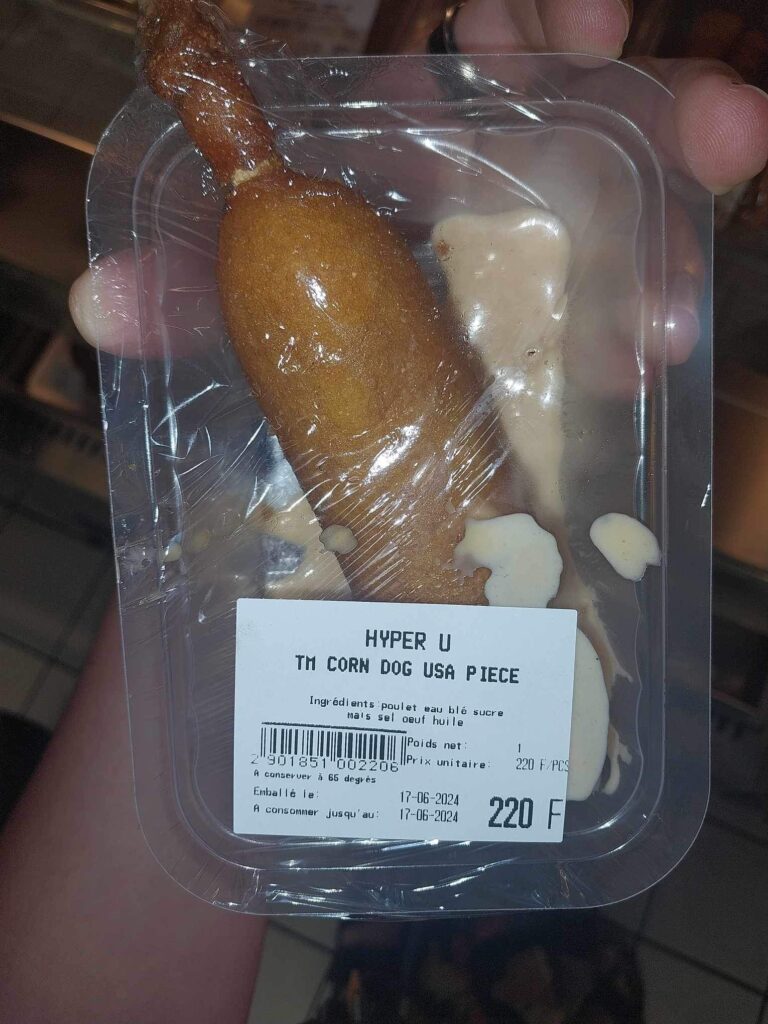 HYPER U
TM CORN DOG USA PIECE
Ingrédients:poulet eau blé sucre
maïs sel oeuf huile
2 901851 002206
Poids net: 1
Prix unitaire: 220 F/PCS
A conserver à 65 degrés
Emballé le: 17-06-2024
A consommer jusqu'au: 17-06-2024
220 F